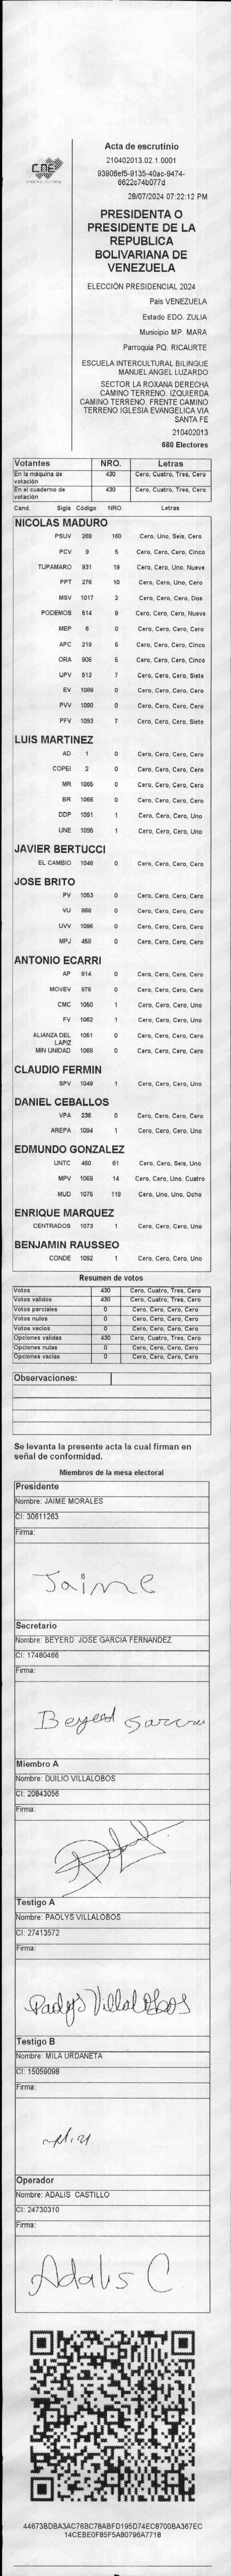 Acta de escrutinio
CNE
210402013.02.1.0001
93908ef5-9135-40ac-9474-
6622c74b077d
28/07/2024 07:22:12 PM
PRESIDENTA O
PRESIDENTE DE LA
REPUBLICA
BOLIVARIANA DE
VENEZUELA
ELECCIÓN PRESIDENCIAL 2024
Pais VENEZUELA
Estado EDO. ZULIA
Municipio MP. MARA
Parroquia PQ. RICAURTE
ESCUELA INTERCULTURAL BILINGUE
MANUEL ANGEL LUZARDO
SECTOR LA ROXANA DERECHA
CAMINO TERRENO. IZQUIERDA
CAMINO TERRENO. FRENTE CAMINO
TERRENO IGLESIA EVANGELICA VIA
SANTA FE
210402013
680 Electores
Votantes NRO. Letras
En la máquina de votación 430 Cero, Cuatro, Tres, Cero
En el cuaderno de votación 430 Cero, Cuatro, Tres, Cero
Cand. Sigla Código NRO. Letras
NICOLAS MADURO
PSUV 269 160 Cero, Uno, Seis, Cero
PCV 9 5 Cero, Cero, Cero, Cinco
TUPAMARO 931 19 Cero, Cero, Uno, Nueve
PPT 276 10 Cero, Cero, Uno, Cero
MSV 1017 2 Cero, Cero, Cero, Dos
PODEMOS 514 9 Cero, Cero, Cero, Nueve
MEP 6 0 Cero, Cero, Cero, Cero
APC 219 5 Cero, Cero, Cero, Cinco
ORA 906 5 Cero, Cero, Cero, Cinco
UPV 513 7 Cero, Cero, Cero, Siete
EV 1089 0 Cero, Cero, Cero, Cero
PVV 1090 0 Cero, Cero, Cero, Cero
PFV 1093 7 Cero, Cero, Cero, Siete
LUIS MARTINEZ
AD 1 0 Cero, Cero, Cero, Cero
COPEI 2 0 Cero, Cero, Cero, Cero
MR 1065 0 Cero, Cero, Cero, Cero
BR 1066 0 Cero, Cero, Cero, Cero
DDP 1091 1 Cero, Cero, Cero, Uno
UNE 1095 1 Cero, Cero, Cero, Uno
JAVIER BERTUCCI
EL CAMBIO 1048 0 Cero, Cero, Cero, Cero
JOSE BRITO
PV 1053 0 Cero, Cero, Cero, Cero
VU 868 0 Cero, Cero, Cero, Cero
UVV 1096 0 Cero, Cero, Cero, Cero
MPJ 458 0 Cero, Cero, Cero, Cero
ANTONIO ECARRI
AP 814 0 Cero, Cero, Cero, Cero
MOVEV 878 0 Cero, Cero, Cero, Cero
CMC 1050 1 Cero, Cero, Cero, Uno
FV 1062 1 Cero, Cero, Cero, Uno
ALIANZA DEL LAPIZ 1051 0 Cero, Cero, Cero, Cero
MIN UNIDAD 1068 0 Cero, Cero, Cero, Cero
CLAUDIO FERMIN
SPV 1049 1 Cero, Cero, Cero, Uno
DANIEL CEBALLOS
VPA 236 0 Cero, Cero, Cero, Cero
AREPA 1094 1 Cero, Cero, Cero, Uno
EDMUNDO GONZALEZ
UNTC 460 61 Cero, Cero, Seis, Uno
MPV 1069 14 Cero, Cero, Uno, Cuatro
MUD 1075 118 Cero, Uno, Uno, Ocho
ENRIQUE MARQUEZ
CENTRADOS 1073 1 Cero, Cero, Cero, Uno
BENJAMIN RAUSSEO
CONDE 1092 1 Cero, Cero, Cero, Uno
Resumen de votos
Votos 430 Cero, Cuatro, Tres, Cero
Votos validos 430 Cero, Cuatro, Tres, Cero
Votos parciales 0 Cero, Cero, Cero, Cero
Votos nulos 0 Cero, Cero, Cero, Cero
Votos vacios 0 Cero, Cero, Cero, Cero
Opciones validas 430 Cero, Cuatro, Tres, Cero
Opciones nulas 0 Cero, Cero, Cero, Cero
Opciones vacías 0 Cero, Cero, Cero, Cero
Observaciones:
Se levanta la presente acta la cual firman en
señal de conformidad.
Miembros de la mesa electoral
Presidente
Nombre: JAIME MORALES
CI: 30611263
Firma:
Jaime
Secretario
Nombre: BEYERD JOSE GARCIA FERNANDEZ
CI: 17480466
Firma:
Beyerd Garcia
Miembro A
Nombre: DUILIO VILLALOBOS
CI: 20843056
Firma:
Testigo A
Nombre: PAOLYS VILLALOBOS
CI: 27413572
Firma:
Paolys Villalobos
Testigo B
Nombre: MILA URDANETA
CI: 15059098
Firma:
Operador
Nombre: ADALIS CASTILLO
CI: 24730310
Firma:
Adalis C
44673BDBA3AC76BC78ABFD195D74EC8700BA367EC
14CEBE0F85F5A80796A7718